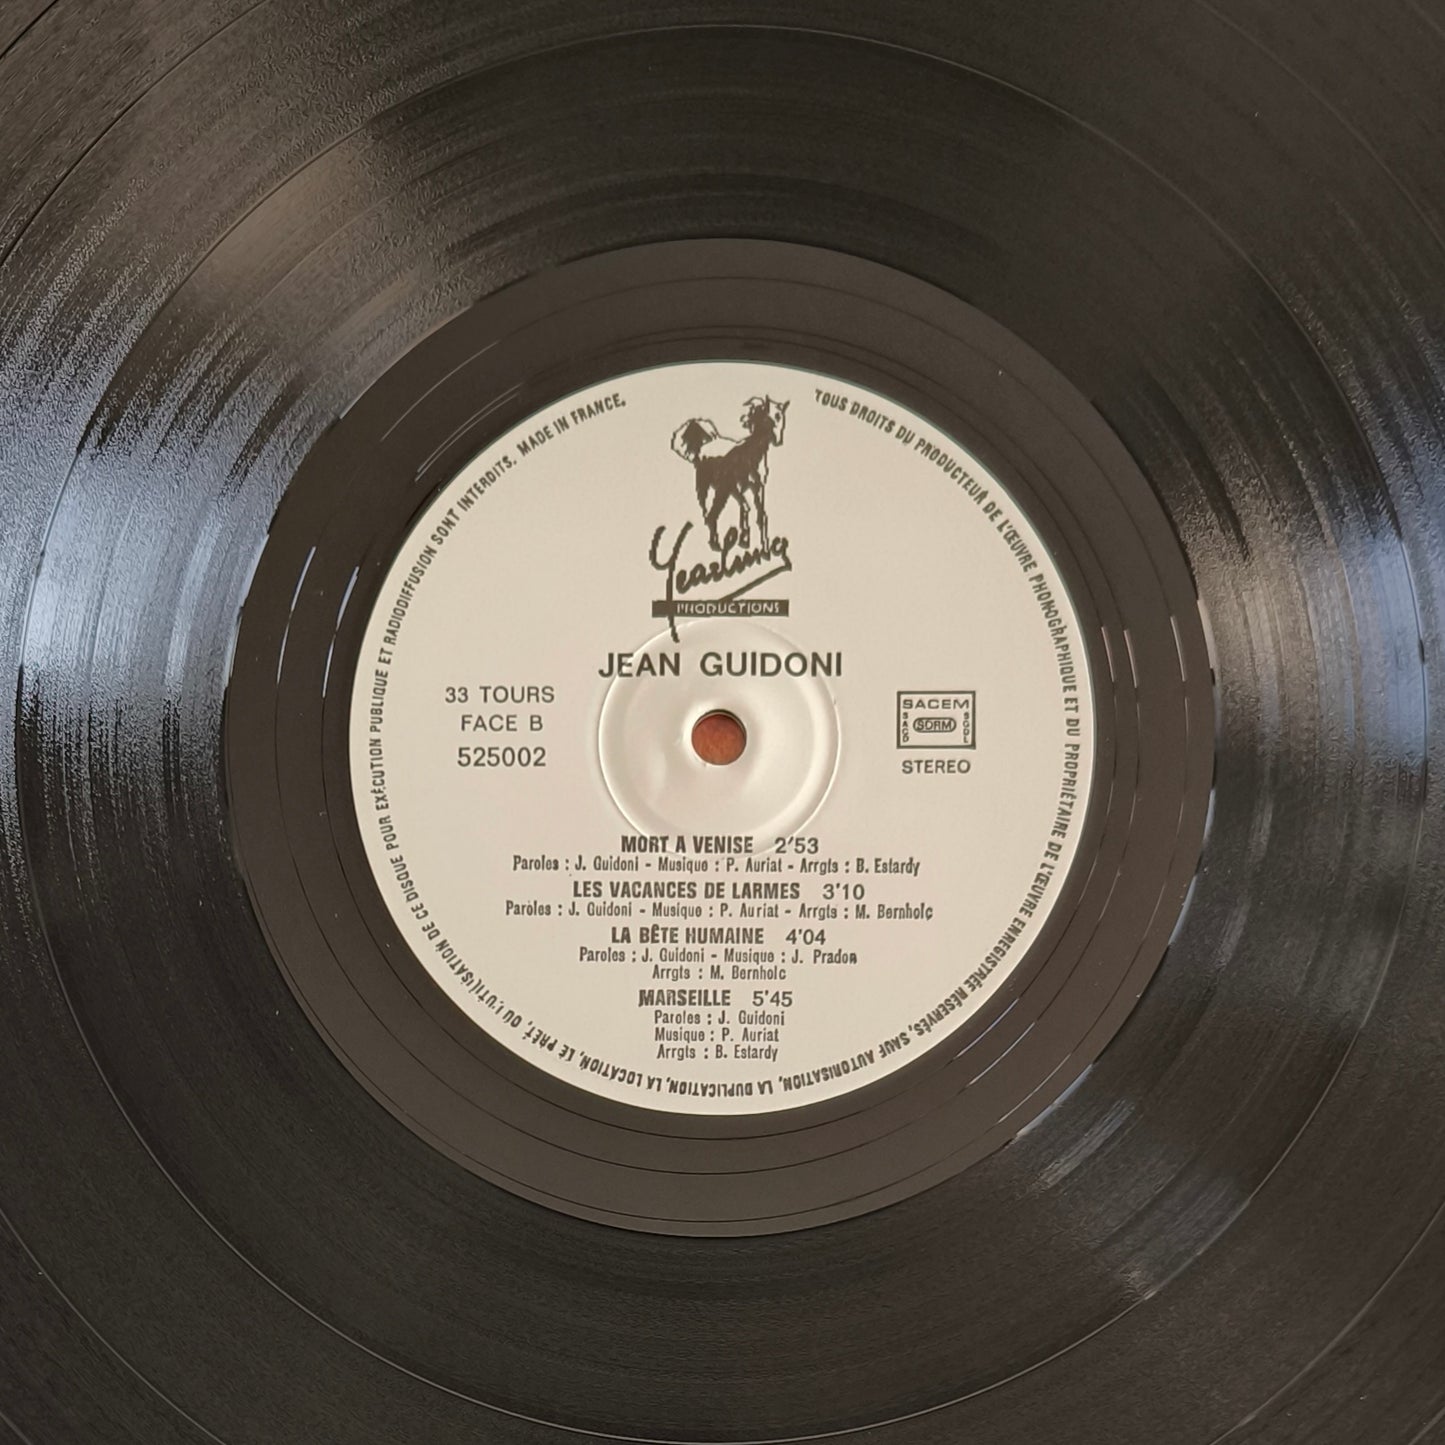 Yearling
PRODUCTIONS
JEAN GUIDONI
33 TOURS
FACE B
525002
SACEM
SACD
SDRM
SGDL
STEREO
MORT A VENISE 2'53
Paroles : J. Guidoni - Musique : P. Auriat - Arrgts : B. Estardy
LES VACANCES DE LARMES 3'10
Paroles : J. Guidoni - Musique : P. Auriat - Arrgts : M. Bernholc
LA BÊTE HUMAINE 4'04
Paroles : J. Guidoni - Musique : J. Pradon
Arrgts : M. Bernholc
MARSEILLE 5'45
Paroles : J. Guidoni
Musique : P. Auriat
Arrgts : B. Estardy
TOUS DROITS DU PRODUCTEUR DE L'ŒUVRE PHONOGRAPHIQUE ET DU PROPRIÉTAIRE DE L'ŒUVRE ENREGISTRÉE RÉSERVÉS, SAUF AUTORISATION, LA DUPLICATION, LA LOCATION, LE PRÊT, OU L'UTILISATION DE CE DISQUE POUR EXÉCUTION PUBLIQUE ET RADIODIFFUSION SONT INTERDITS. MADE IN FRANCE.